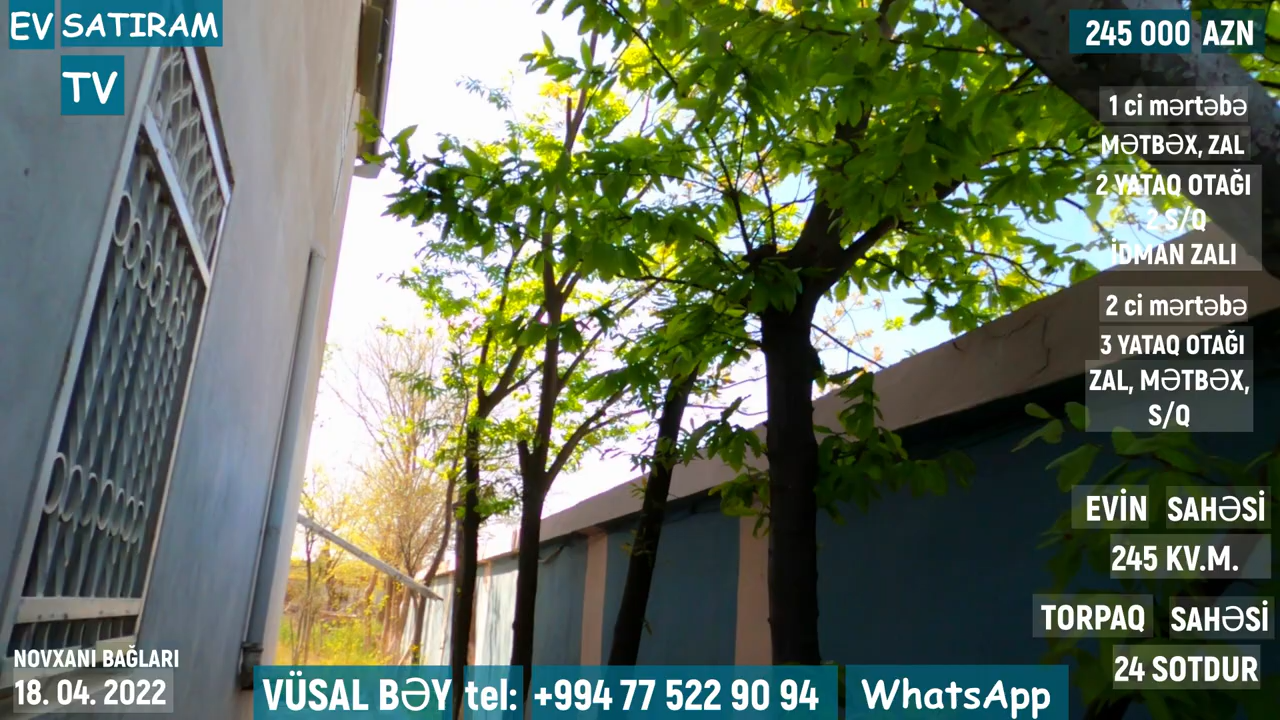 EV SATIRAM
TV
245 000 AZN
1 ci mərtəbə
MƏTBƏX, ZAL
2 YATAQ OTAĞI
2 S/Q
İDMAN ZALI
2 ci mərtəbə
3 YATAQ OTAĞI
ZAL, MƏTBƏX,
S/Q
EVİN SAHƏSİ
245 KV.M.
TORPAQ SAHƏSİ
24 SOTDUR
NOVXANI BAĞLARI
18. 04. 2022
VÜSAL BƏY tel: +994 77 522 90 94 WhatsApp